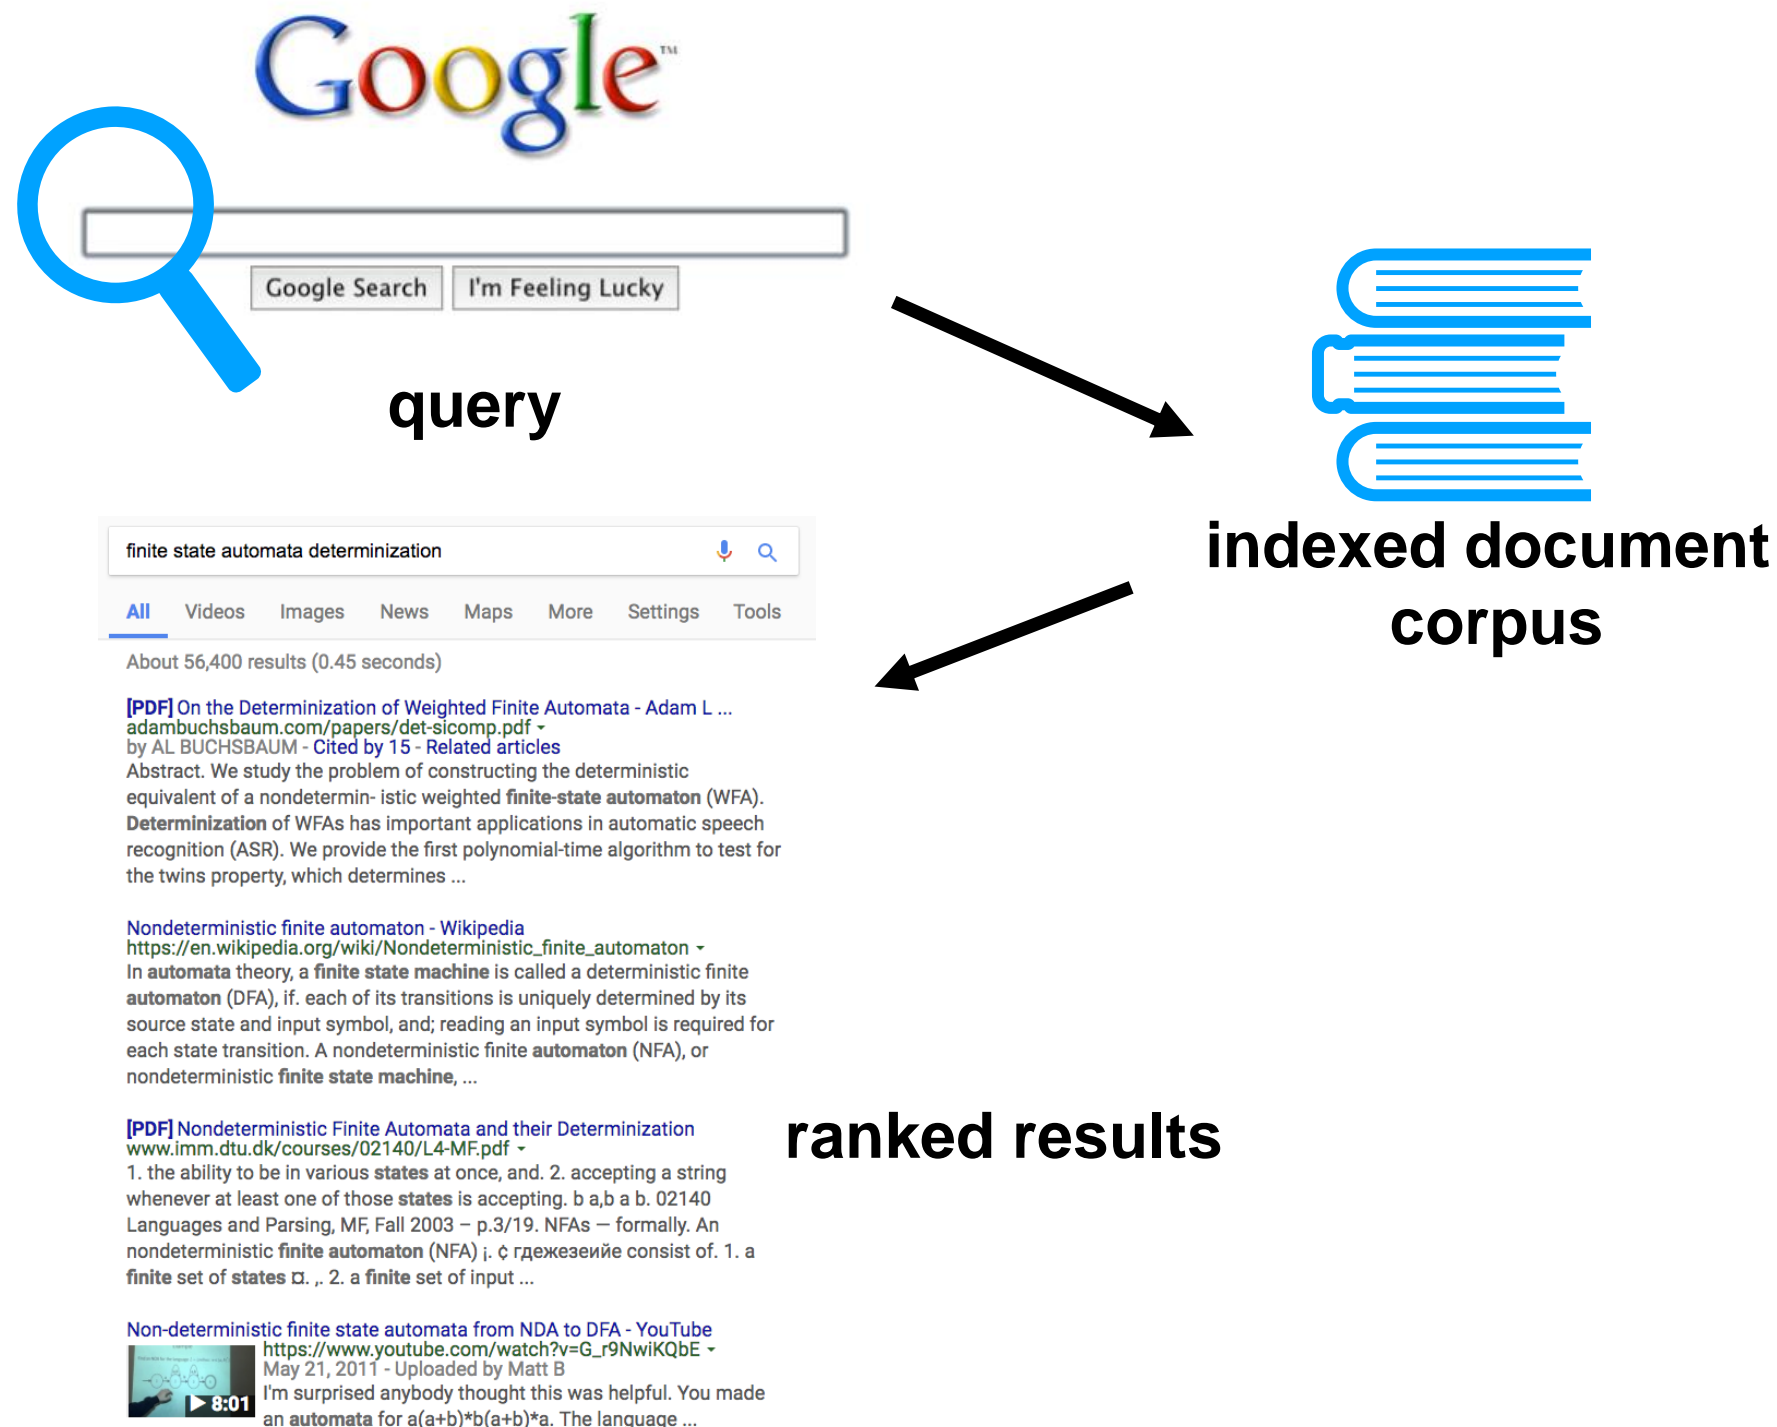 Google™
Google Search
I'm Feeling Lucky
query
indexed document
corpus
finite state automata determinization
All Videos Images News Maps More Settings Tools
About 56,400 results (0.45 seconds)
[PDF] On the Determinization of Weighted Finite Automata - Adam L ...
adambuchsbaum.com/papers/det-sicomp.pdf
by AL BUCHSBAUM - Cited by 15 - Related articles
Abstract. We study the problem of constructing the deterministic
equivalent of a nondetermin- istic weighted finite-state automaton (WFA).
Determinization of WFAs has important applications in automatic speech
recognition (ASR). We provide the first polynomial-time algorithm to test for
the twins property, which determines ...
Nondeterministic finite automaton - Wikipedia
https://en.wikipedia.org/wiki/Nondeterministic_finite_automaton
In automata theory, a finite state machine is called a deterministic finite
automaton (DFA), if. each of its transitions is uniquely determined by its
source state and input symbol, and; reading an input symbol is required for
each state transition. A nondeterministic finite automaton (NFA), or
nondeterministic finite state machine, ...
[PDF] Nondeterministic Finite Automata and their Determinization
www.imm.dtu.dk/courses/02140/L4-MF.pdf
1. the ability to be in various states at once, and. 2. accepting a string
whenever at least one of those states is accepting. b a,b a b. 02140
Languages and Parsing, MF, Fall 2003 – p.3/19. NFAs — formally. An
nondeterministic finite automaton (NFA) ¡. ¢ гдежезеийе consist of. 1. a
finite set of states ¤. ,. 2. a finite set of input ...
ranked results
Non-deterministic finite state automata from NDA to DFA - YouTube
https://www.youtube.com/watch?v=G_r9NwiKQbE
May 21, 2011 - Uploaded by Matt B
8:01
I'm surprised anybody thought this was helpful. You made
an automata for a(a+b)*b(a+b)*a. The language ...